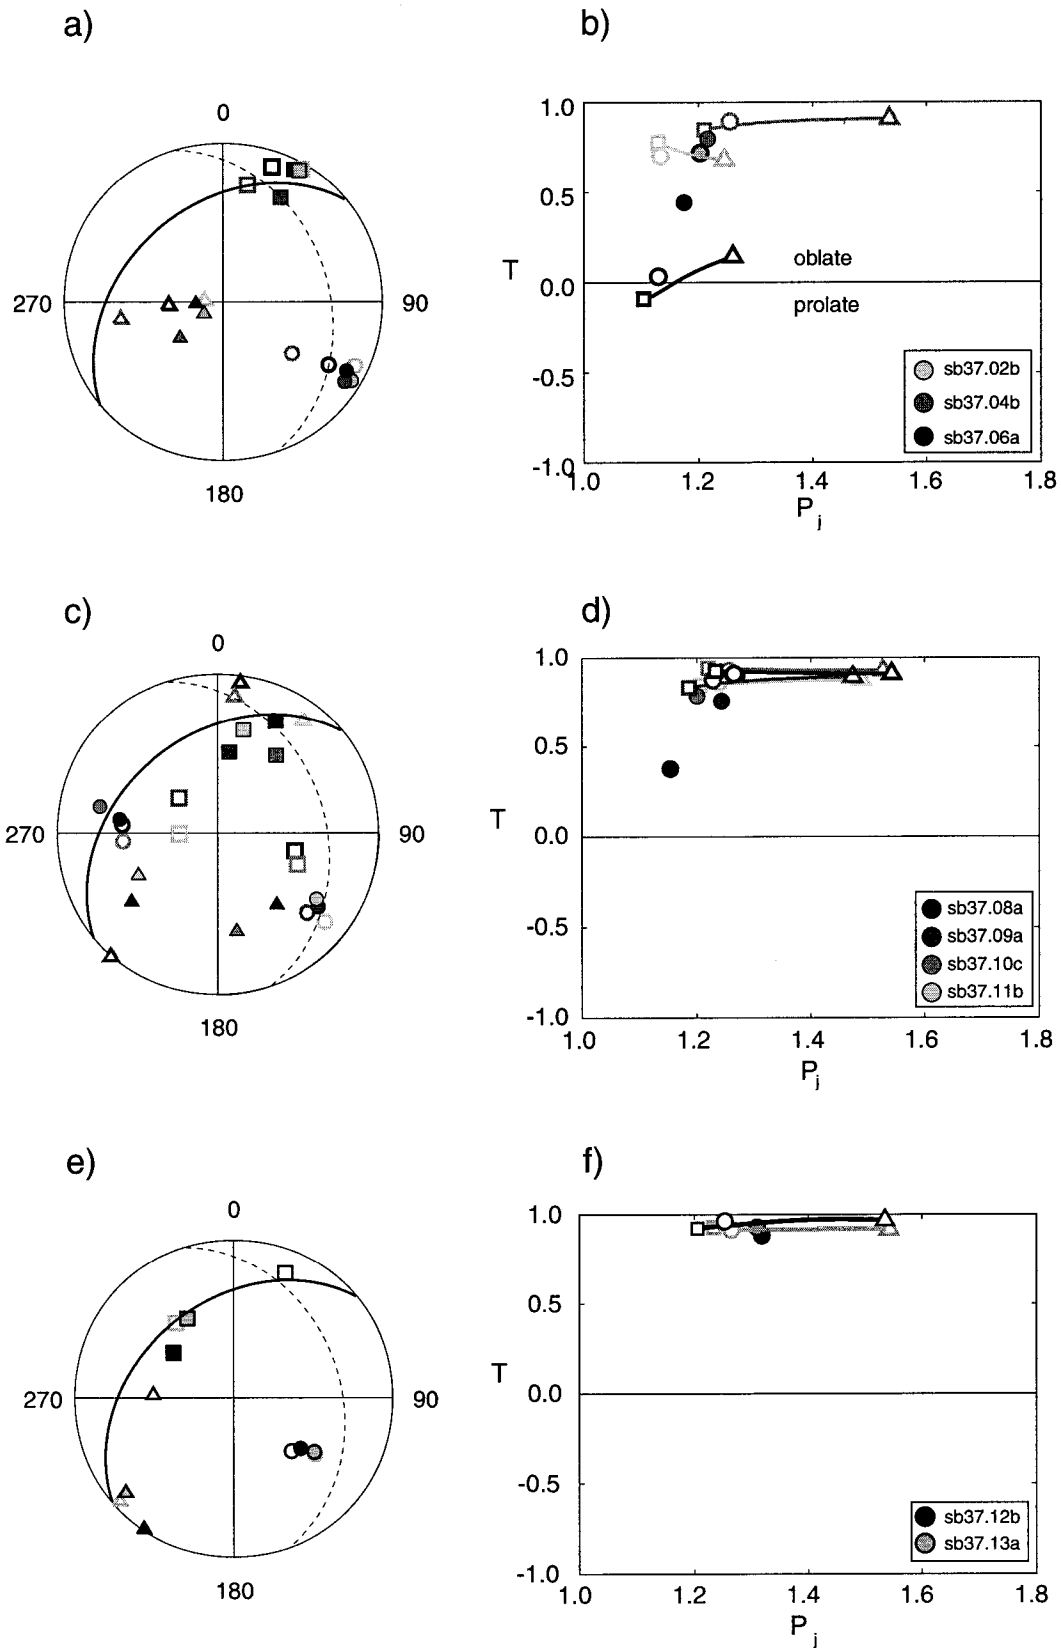 a)
b)
0
270
90
180
1.0
0.5
T
0.0
-0.5
-1.0
oblate
prolate
sb37.02b
sb37.04b
sb37.06a
1.0
1.2
1.4
1.6
1.8
P j
c)
d)
0
270
90
180
1.0
0.5
T
0.0
-0.5
-1.0
sb37.08a
sb37.09a
sb37.10c
sb37.11b
1.0
1.2
1.4
1.6
1.8
P j
e)
f)
0
270
90
180
1.0
0.5
T
0.0
-0.5
-1.0
sb37.12b
sb37.13a
1.0
1.2
1.4
1.6
1.8
P j